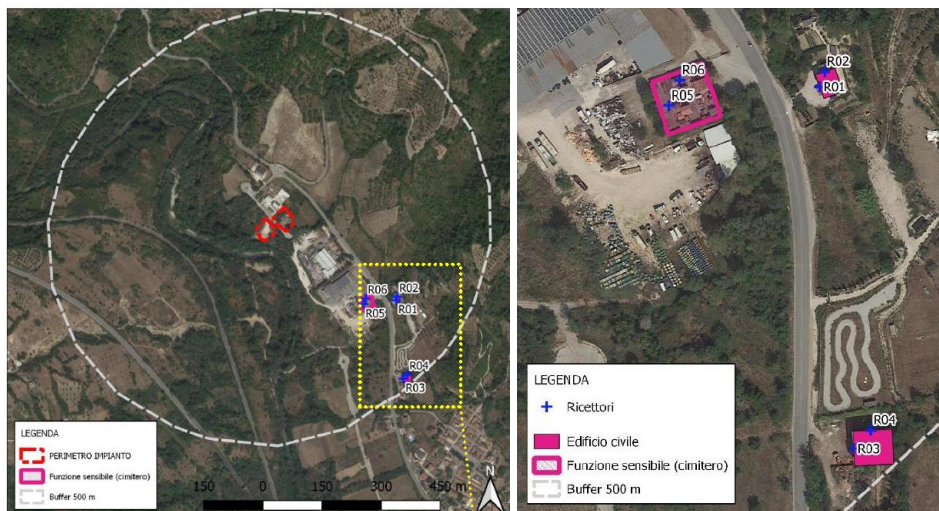 R06
R05
R02
R01
R04
R03
LEGENDA
PERIMETRO IMPIANTO
Funzione sensibile (cimitero)
Buffer 500 m
150 0 150 300 450 m
N
R06
R05
R02
R01
R04
R03
LEGENDA
Ricettori
Edificio civile
Funzione sensibile (cimitero)
Buffer 500 m